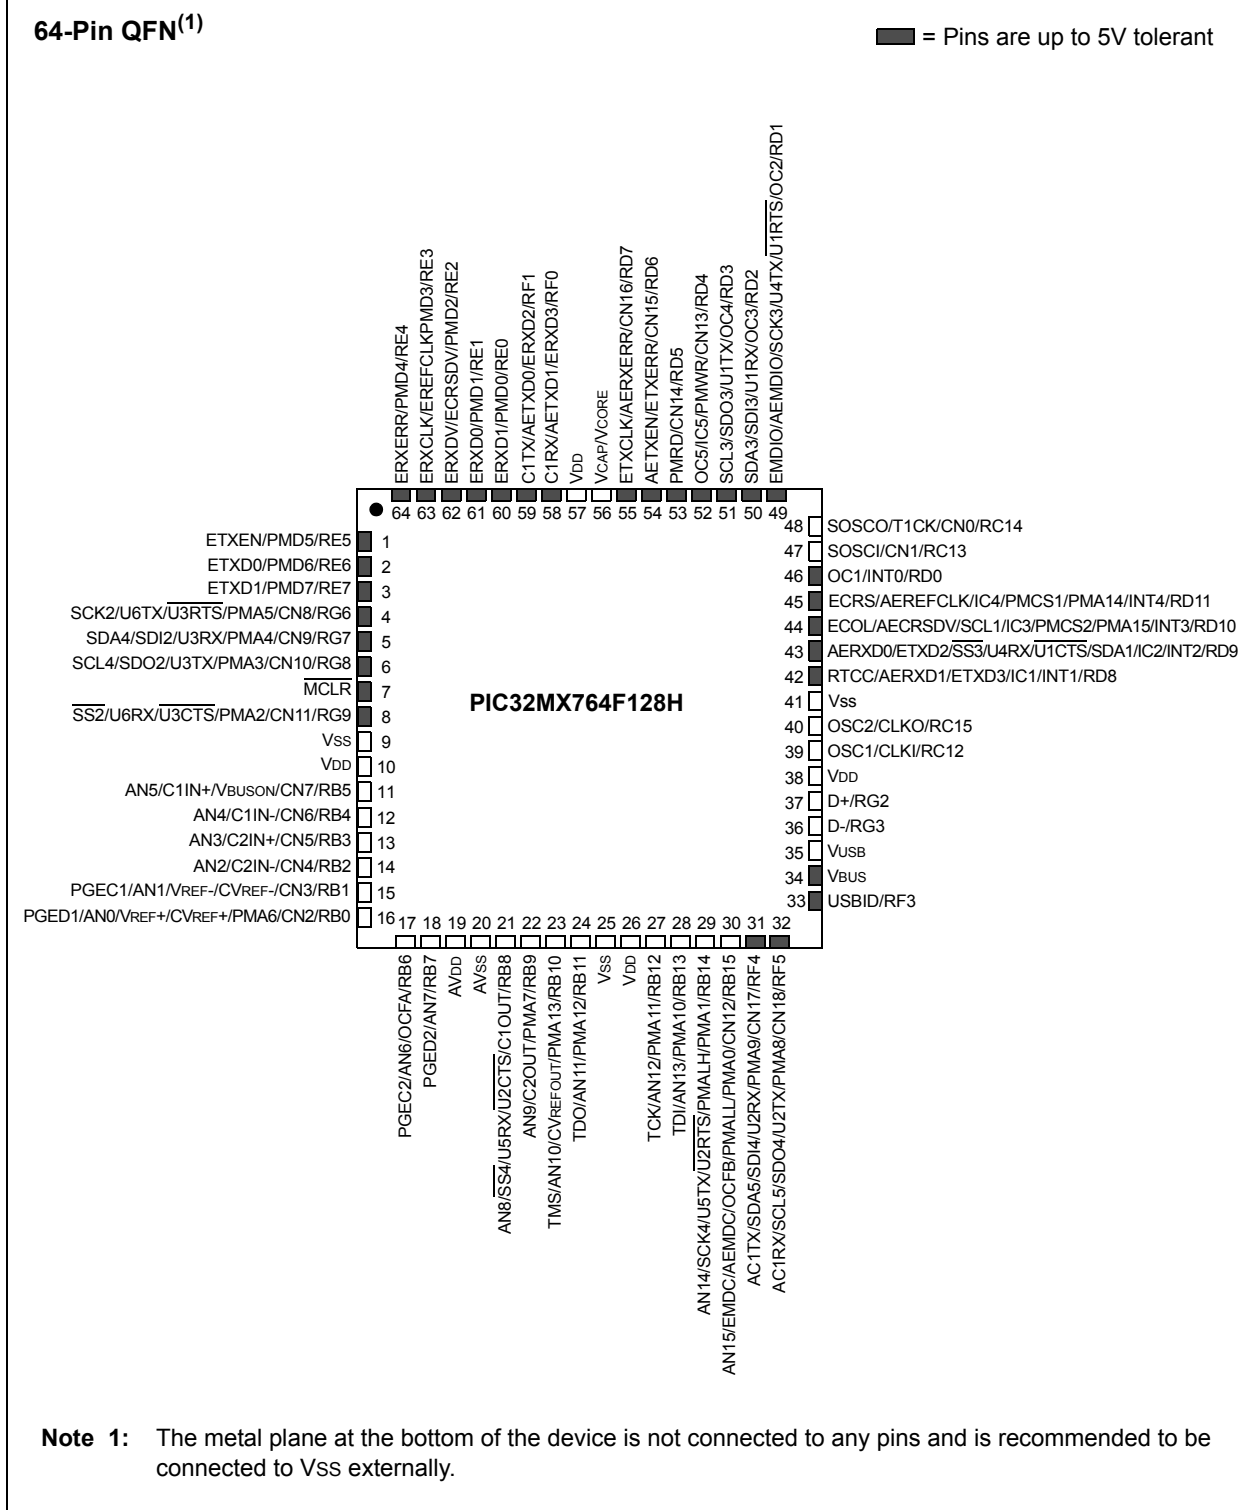 64-Pin QFN(1)
= Pins are up to 5V tolerant
ERXERR/PMD4/RE4
ERXCLK/EREFCLKPMD3/RE3
ERXDV/ECRSDV/PMD2/RE2
ERXD0/PMD1/RE1
ERXD1/PMD0/RE0
C1TX/AETXD0/ERXD2/RF1
C1RX/AETXD1/ERXD3/RF0
VDD
VCAP/VCORE
ETXCLK/AERXERR/CN16/RD7
AETXEN/ETXERR/CN15/RD6
PMRD/CN14/RD5
OC5/IC5/PMWR/CN13/RD4
SCL3/SDO3/U1TX/OC4/RD3
SDA3/SDI3/U1RX/OC3/RD2
EMDIO/AEMDIO/SCK3/U4TX/U1RTS/OC2/RD1
64 63 62 61 60 59 58 57 56 55 54 53 52 51 50 49
ETXEN/PMD5/RE5 1
ETXD0/PMD6/RE6 2
ETXD1/PMD7/RE7 3
SCK2/U6TX/U3RTS/PMA5/CN8/RG6 4
SDA4/SDI2/U3RX/PMA4/CN9/RG7 5
SCL4/SDO2/U3TX/PMA3/CN10/RG8 6
MCLR 7
SS2/U6RX/U3CTS/PMA2/CN11/RG9 8
VSS 9
VDD 10
AN5/C1IN+/VBUSON/CN7/RB5 11
AN4/C1IN-/CN6/RB4 12
AN3/C2IN+/CN5/RB3 13
AN2/C2IN-/CN4/RB2 14
PGEC1/AN1/VREF-/CVREF-/CN3/RB1 15
PGED1/AN0/VREF+/CVREF+/PMA6/CN2/RB0 16
PIC32MX764F128H
48 SOSCO/T1CK/CN0/RC14
47 SOSCI/CN1/RC13
46 OC1/INT0/RD0
45 ECRS/AEREFCLK/IC4/PMCS1/PMA14/INT4/RD11
44 ECOL/AECRSDV/SCL1/IC3/PMCS2/PMA15/INT3/RD10
43 AERXD0/ETXD2/SS3/U4RX/U1CTS/SDA1/IC2/INT2/RD9
42 RTCC/AERXD1/ETXD3/IC1/INT1/RD8
41 Vss
40 OSC2/CLKO/RC15
39 OSC1/CLKI/RC12
38 VDD
37 D+/RG2
36 D-/RG3
35 VUSB
34 VBUS
33 USBID/RF3
17 18 19 20 21 22 23 24 25 26 27 28 29 30 31 32
PGEC2/AN6/OCFA/RB6
PGED2/AN7/RB7
AVDD
AVSS
AN8/SS4/U5RX/U2CTS/C1OUT/RB8
AN9/C2OUT/PMA7/RB9
TMS/AN10/CVREFOUT/PMA13/RB10
TDO/AN11/PMA12/RB11
VSS
VDD
TCK/AN12/PMA11/RB12
TDI/AN13/PMA10/RB13
AN14/SCK4/U5TX/U2RTS/PMALH/PMA1/RB14
AN15/EMDC/AEMDC/OCFB/PMALL/PMA0/CN12/RB15
AC1TX/SDA5/SDI4/U2RX/PMA9/CN17/RF4
AC1RX/SCL5/SDO4/U2TX/PMA8/CN18/RF5
Note 1: The metal plane at the bottom of the device is not connected to any pins and is recommended to be
connected to VSS externally.